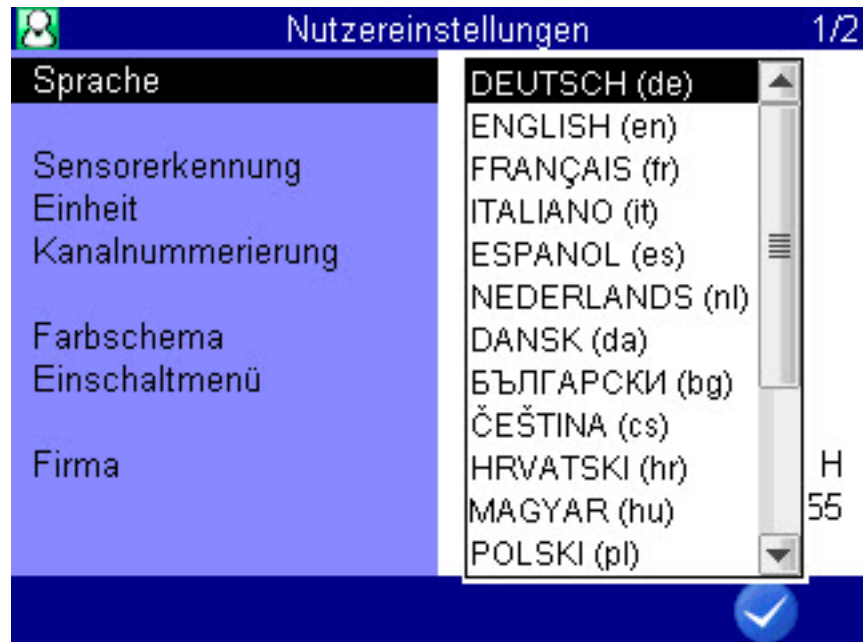 Nutzereinstellungen 1/2
Sprache
Sensorerkennung
Einheit
Kanalnummerierung
Farbschema
Einschaltmenü
Firma
DEUTSCH (de)
ENGLISH (en)
FRANÇAIS (fr)
ITALIANO (it)
ESPANOL (es)
NEDERLANDS (nl)
DANSK (da)
БЪЛГАРСКИ (bg)
ČEŠTINA (cs)
HRVATSKI (hr)
MAGYAR (hu)
POLSKI (pl)
H
55